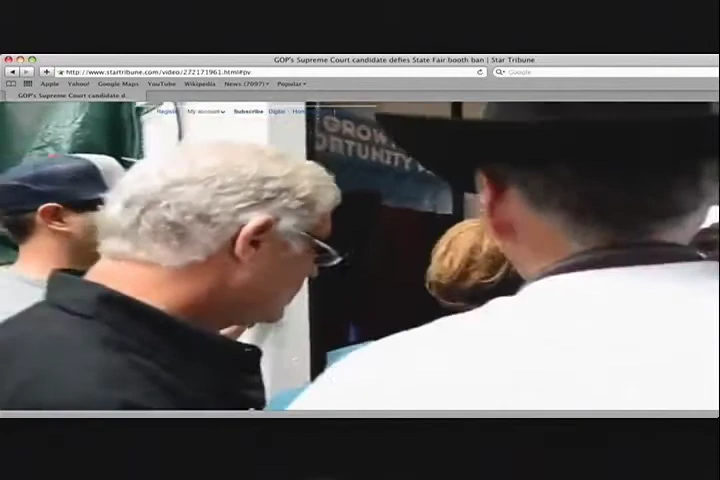 GOP's Supreme Court candidate defies State Fair booth ban | Star Tribune
http://www.startribune.com/video/272171961.html#pv
Google
Apple Yahoo! Google Maps YouTube Wikipedia News (7097) Popular
GOP's Supreme Court candidate d...
Register My account Subscribe Digital
GROW
ORTUNITY